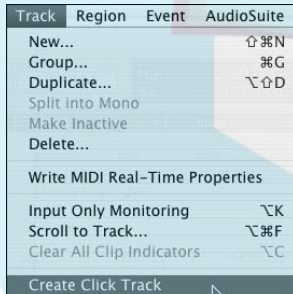 Track Region Event AudioSuite
New... ⇧⌘N
Group... ⌘G
Duplicate... ⌥⇧D
Split into Mono
Make Inactive
Delete...
Write MIDI Real-Time Properties
Input Only Monitoring ⌥K
Scroll to Track... ⌥⌘F
Clear All Clip Indicators ⌥C
Create Click Track